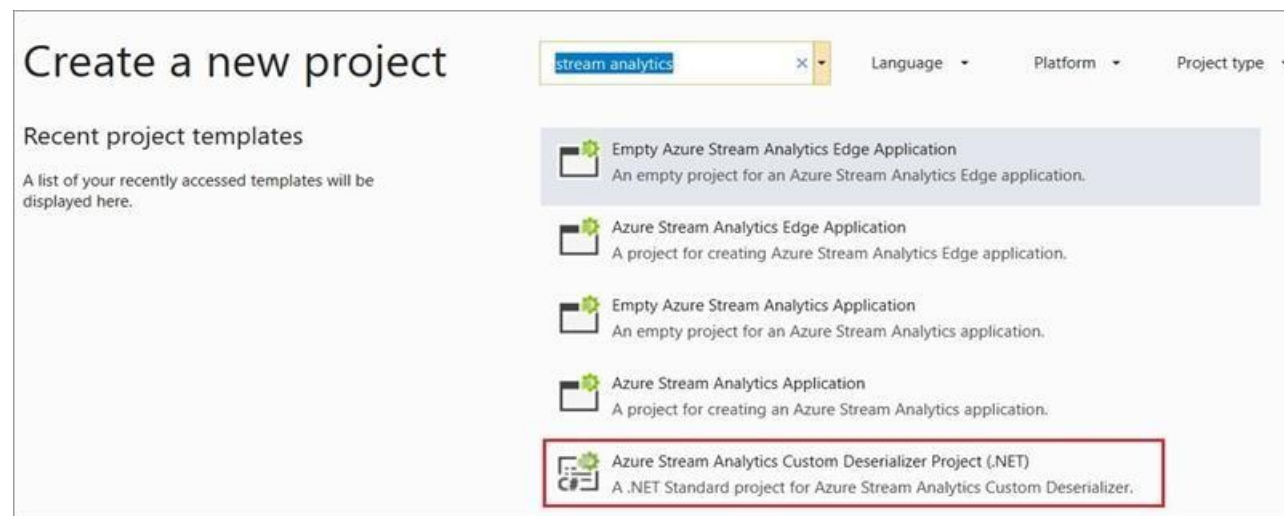 Create a new project
stream analytics
Language
Platform
Project type
Recent project templates
A list of your recently accessed templates will be
displayed here.
Empty Azure Stream Analytics Edge Application
An empty project for an Azure Stream Analytics Edge application.
Azure Stream Analytics Edge Application
A project for creating Azure Stream Analytics Edge application.
Empty Azure Stream Analytics Application
An empty project for an Azure Stream Analytics application.
Azure Stream Analytics Application
A project for creating an Azure Stream Analytics application.
C#
Azure Stream Analytics Custom Deserializer Project (.NET)
A .NET Standard project for Azure Stream Analytics Custom Deserializer.